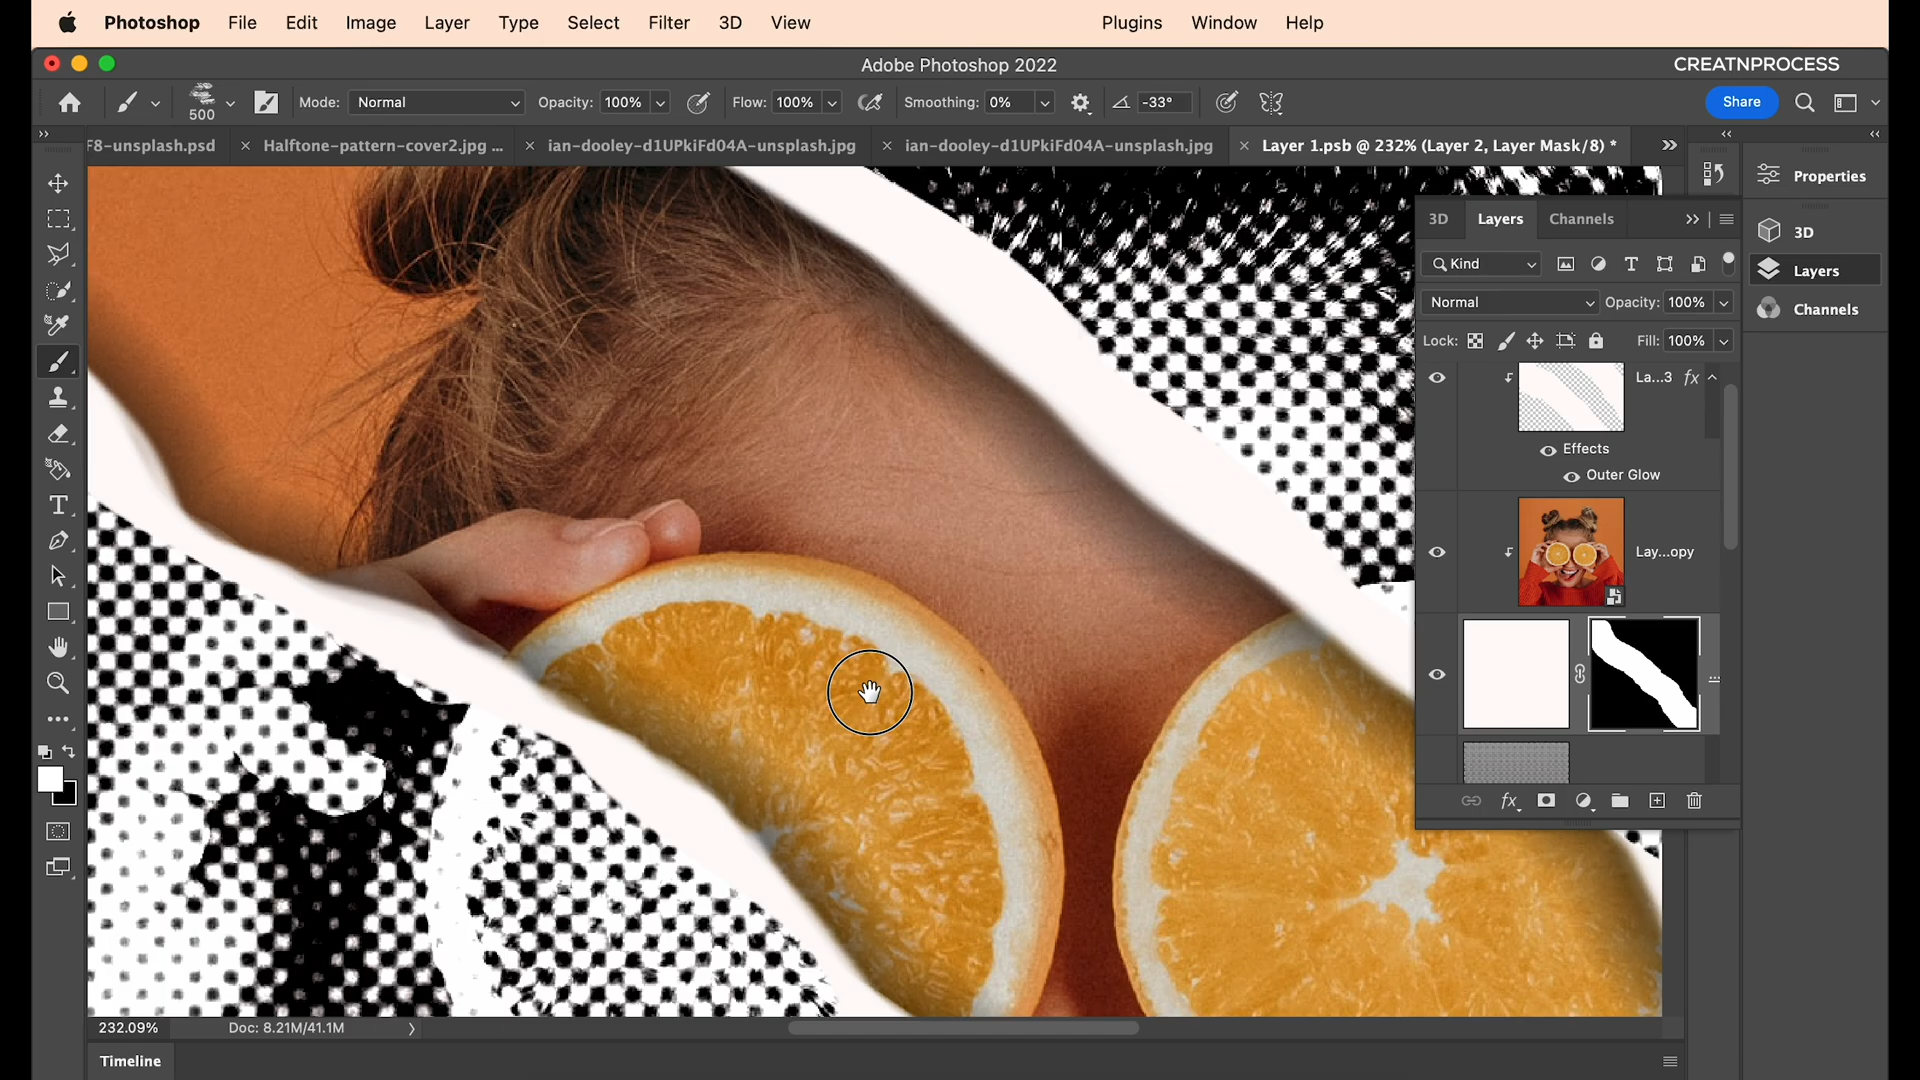 Photoshop File Edit Image Layer Type Select Filter 3D View Plugins Window Help
Adobe Photoshop 2022 CREATNPROCESS
500 Mode: Normal Opacity: 100% Flow: 100% Smoothing: 0% -33° Share
F8-unsplash.psd × Halftone-pattern-cover2.jpg ... × ian-dooley-d1UPkiFd04A-unsplash.jpg × ian-dooley-d1UPkiFd04A-unsplash.jpg × Layer 1.psb @ 232% (Layer 2, Layer Mask/8) *
Properties
3D Layers Channels
3D
Kind
Layers
Normal Opacity: 100%
Channels
Lock: Fill: 100%
La...3 fx
Effects
Outer Glow
Lay...opy
...
fx
232.09% Doc: 8.21M/41.1M
Timeline